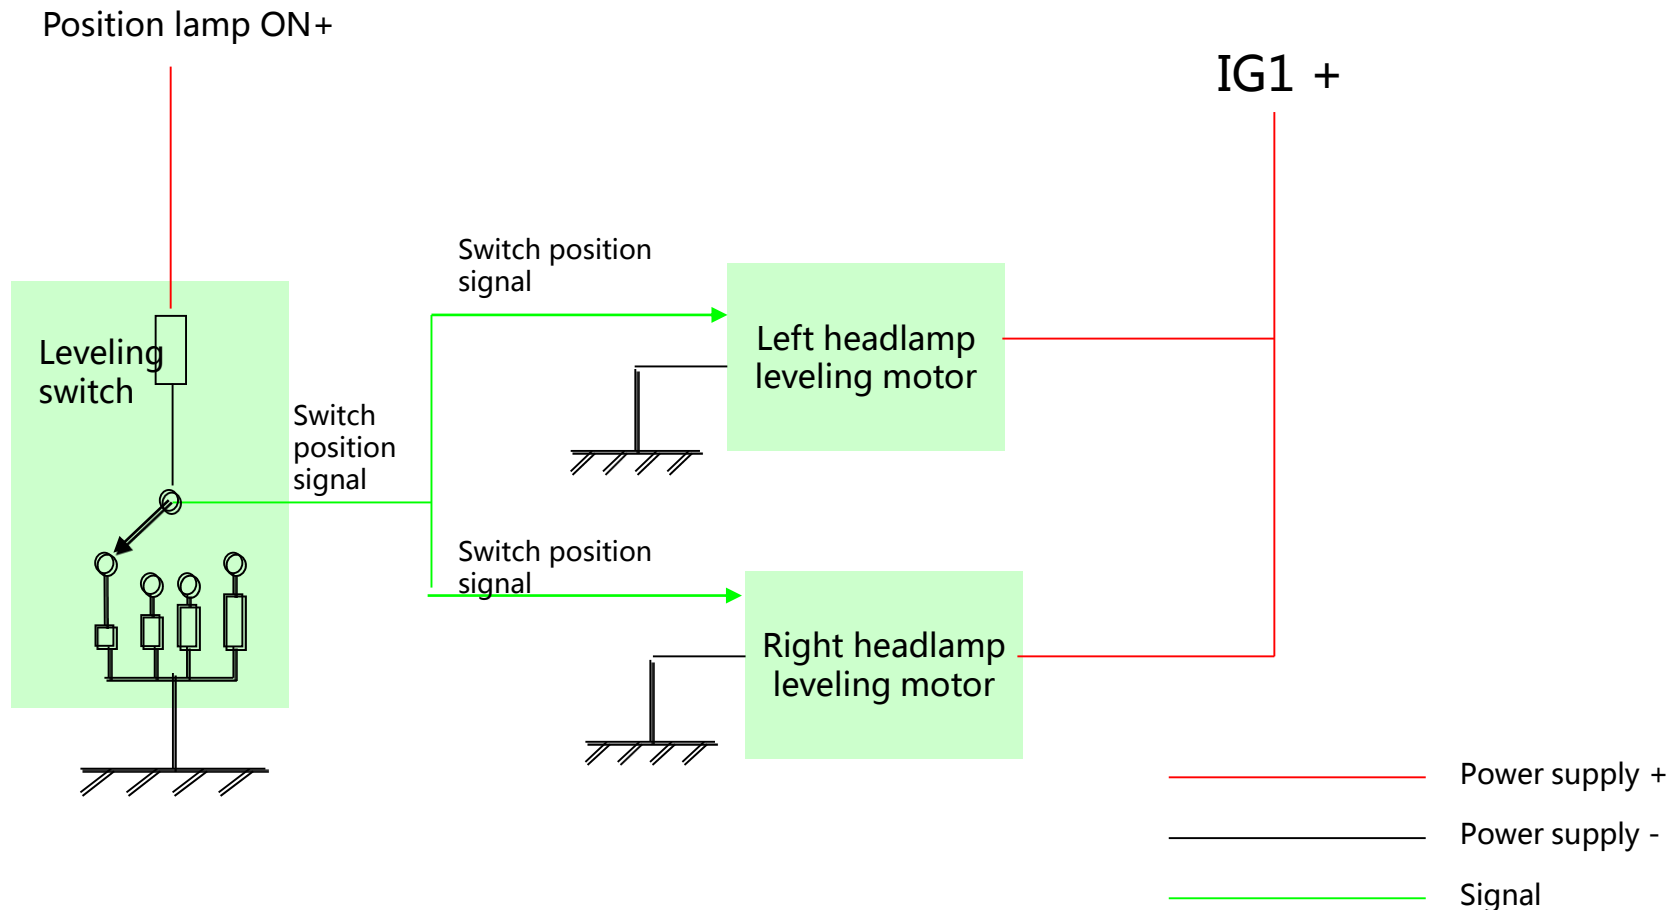 Position lamp ON+
IG1 +
Switch position
signal
Left headlamp
leveling motor
Leveling
switch
Switch
position
signal
Switch position
signal
Right headlamp
leveling motor
Power supply +
Power supply -
Signal